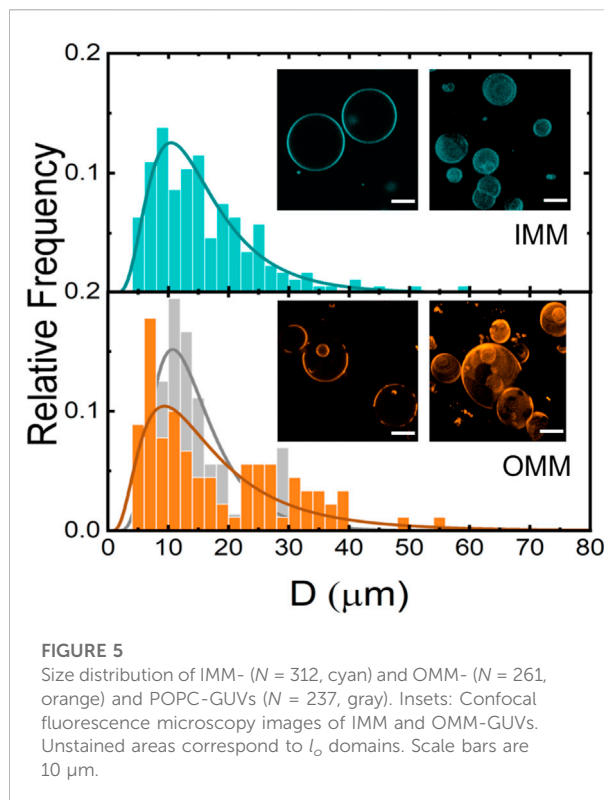 0.2
0.1
IMM
0.2
0.1
OMM
0.0
Relative Frequency
0 10 20 30 40 50 60 70 80
D (μm)
FIGURE 5
Size distribution of IMM- (N = 312, cyan) and OMM- (N = 261,
orange) and POPC-GUVs (N = 237, gray). Insets: Confocal
fluorescence microscopy images of IMM and OMM-GUVs.
Unstained areas correspond to lo domains. Scale bars are
10 μm.